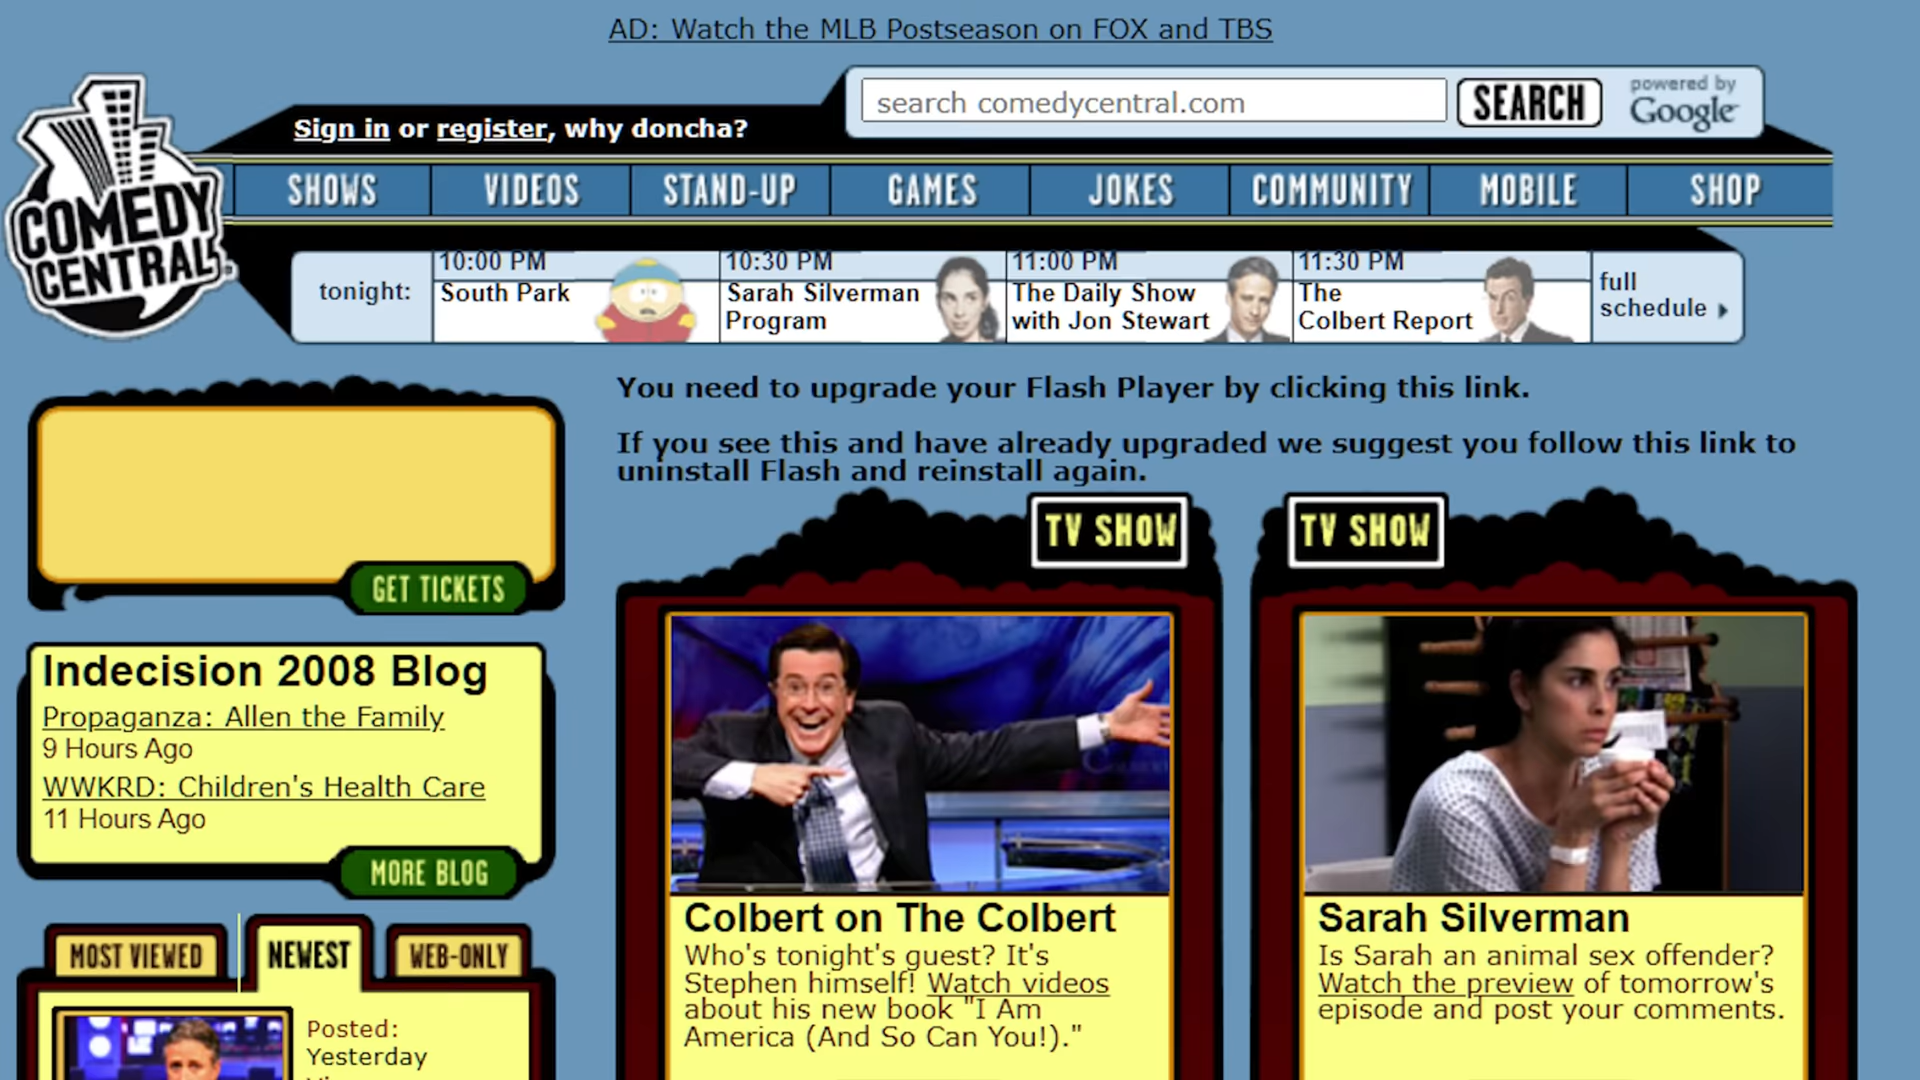 AD: Watch the MLB Postseason on FOX and TBS
search comedycentral.com
SEARCH
powered by
Google
Sign in or register, why doncha?
COMEDY
CENTRAL
SHOWS
VIDEOS
STAND-UP
GAMES
JOKES
COMMUNITY
MOBILE
SHOP
tonight:
10:00 PM
South Park
10:30 PM
Sarah Silverman
Program
11:00 PM
The Daily Show
with Jon Stewart
11:30 PM
The
Colbert Report
full
schedule
You need to upgrade your Flash Player by clicking this link.
If you see this and have already upgraded we suggest you follow this link to
uninstall Flash and reinstall again.
GET TICKETS
Indecision 2008 Blog
Propaganza: Allen the Family
9 Hours Ago
WWKRD: Children's Health Care
11 Hours Ago
MORE BLOG
MOST VIEWED
NEWEST
WEB-ONLY
Posted:
Yesterday
TV SHOW
Colbert on The Colbert
Who's tonight's guest? It's
Stephen himself! Watch videos
about his new book "I Am
America (And So Can You!)."
TV SHOW
Sarah Silverman
Is Sarah an animal sex offender?
Watch the preview of tomorrow's
episode and post your comments.